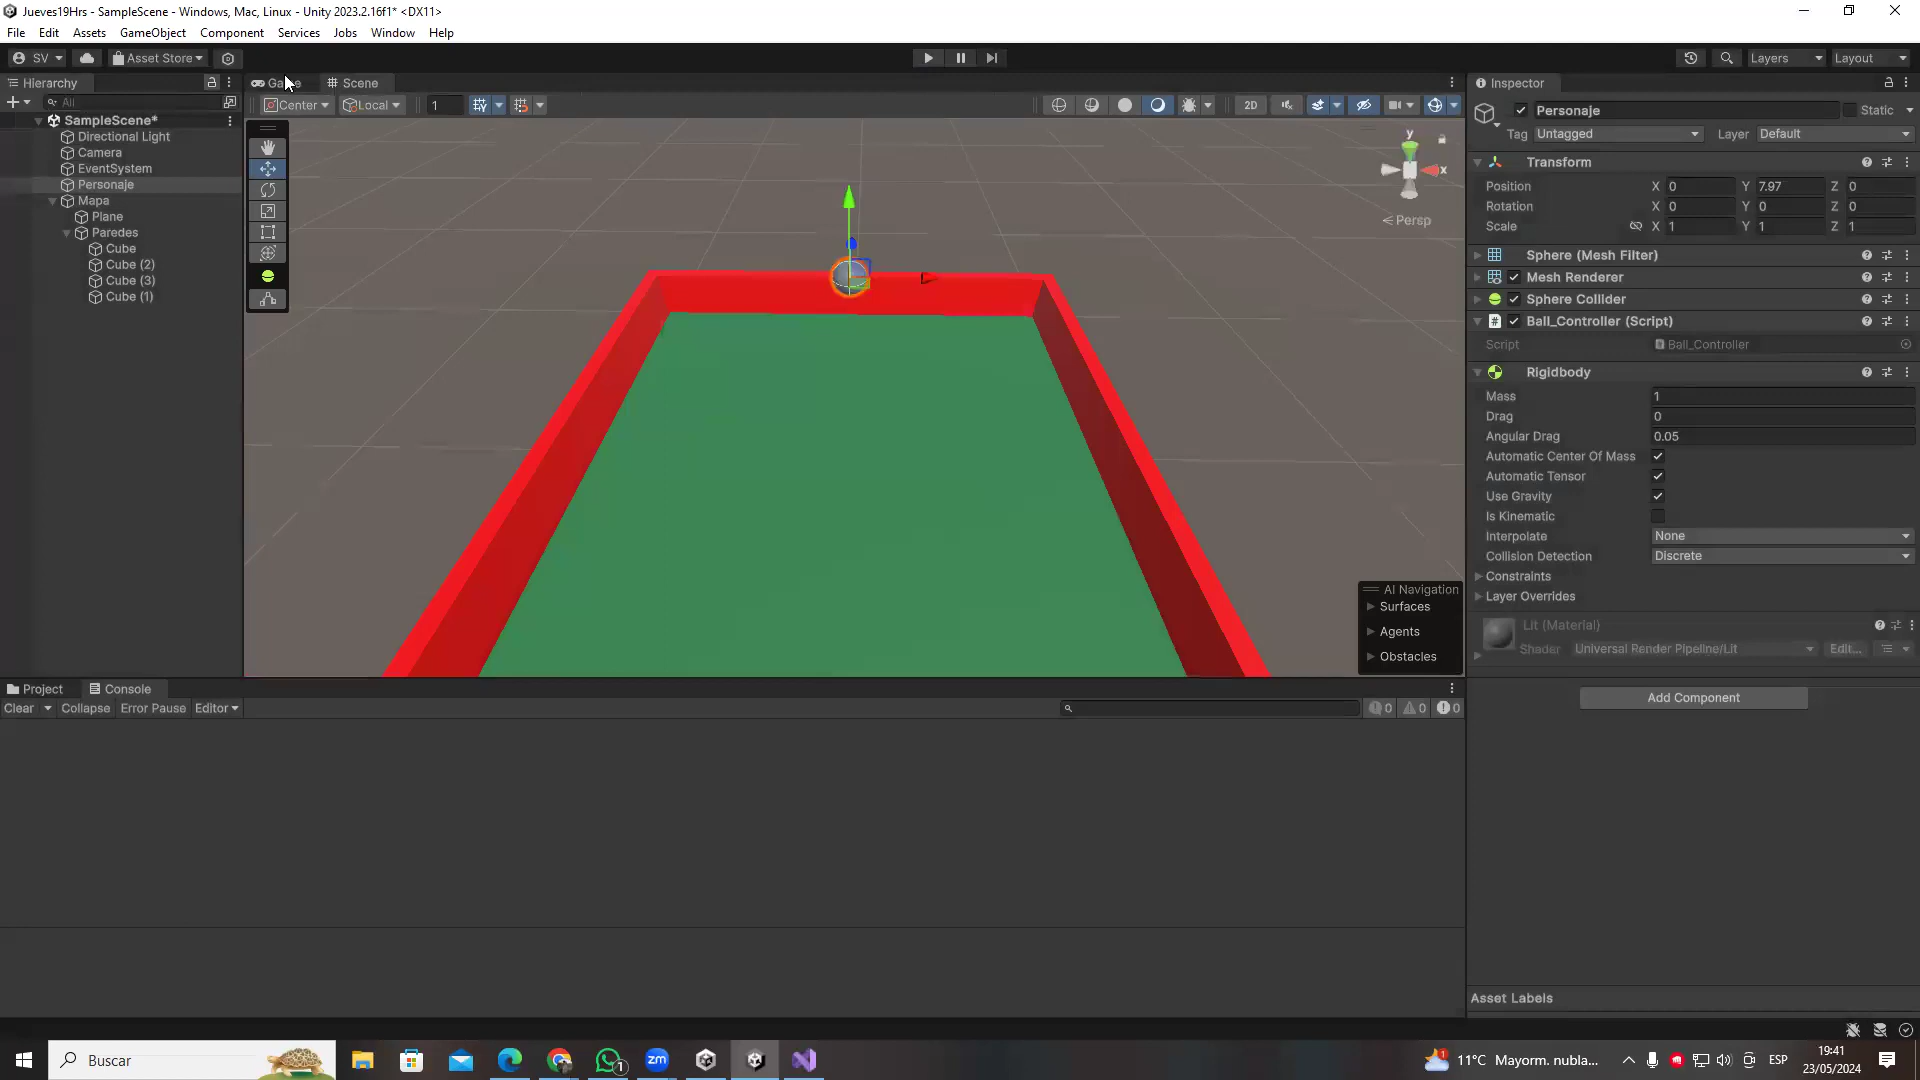 Jueves19Hrs - SampleScene - Windows, Mac, Linux - Unity 2023.2.16f1* <DX11>
File Edit Assets GameObject Component Services Jobs Window Help
SV Asset Store Layers Layout
Hierarchy
All
SampleScene*
Directional Light
Camera
EventSystem
Personaje
Mapa
Plane
Paredes
Cube
Cube (2)
Cube (3)
Cube (1)
Game Scene
Center Local 1 2D
y
x
Persp
AI Navigation
Surfaces
Agents
Obstacles
Project Console
Clear Collapse Error Pause Editor
0 0 0
Inspector
Personaje Static
Tag Untagged Layer Default
Transform
Position X 0 Y 7.97 Z 0
Rotation X 0 Y 0 Z 0
Scale X 1 Y 1 Z 1
Sphere (Mesh Filter)
Mesh Renderer
Sphere Collider
# Ball_Controller (Script)
Script Ball_Controller
Rigidbody
Mass 1
Drag 0
Angular Drag 0.05
Automatic Center Of Mass
Automatic Tensor
Use Gravity
Is Kinematic
Interpolate None
Collision Detection Discrete
Constraints
Layer Overrides
Lit (Material)
Shader Universal Render Pipeline/Lit Edit...
Add Component
Asset Labels
Buscar
1
zm
1
11°C Mayorm. nubla...
ESP
19:41
23/05/2024